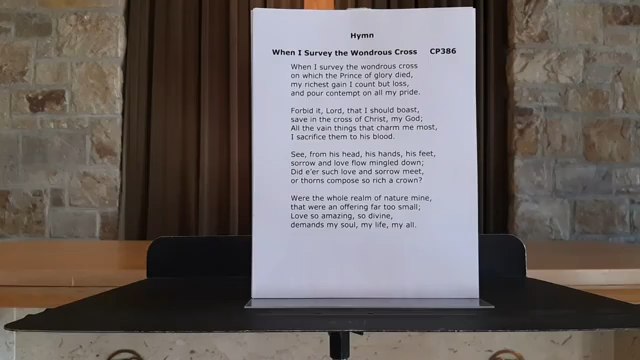 Hymn
When I Survey the Wondrous Cross CP386
When I survey the wondrous cross
on which the Prince of glory died,
my richest gain I count but loss,
and pour contempt on all my pride.
Forbid it, Lord, that I should boast,
save in the cross of Christ, my God;
All the vain things that charm me most,
I sacrifice them to his blood.
See, from his head, his hands, his feet,
sorrow and love flow mingled down;
Did e'er such love and sorrow meet,
or thorns compose so rich a crown?
Were the whole realm of nature mine,
that were an offering far too small;
Love so amazing, so divine,
demands my soul, my life, my all.